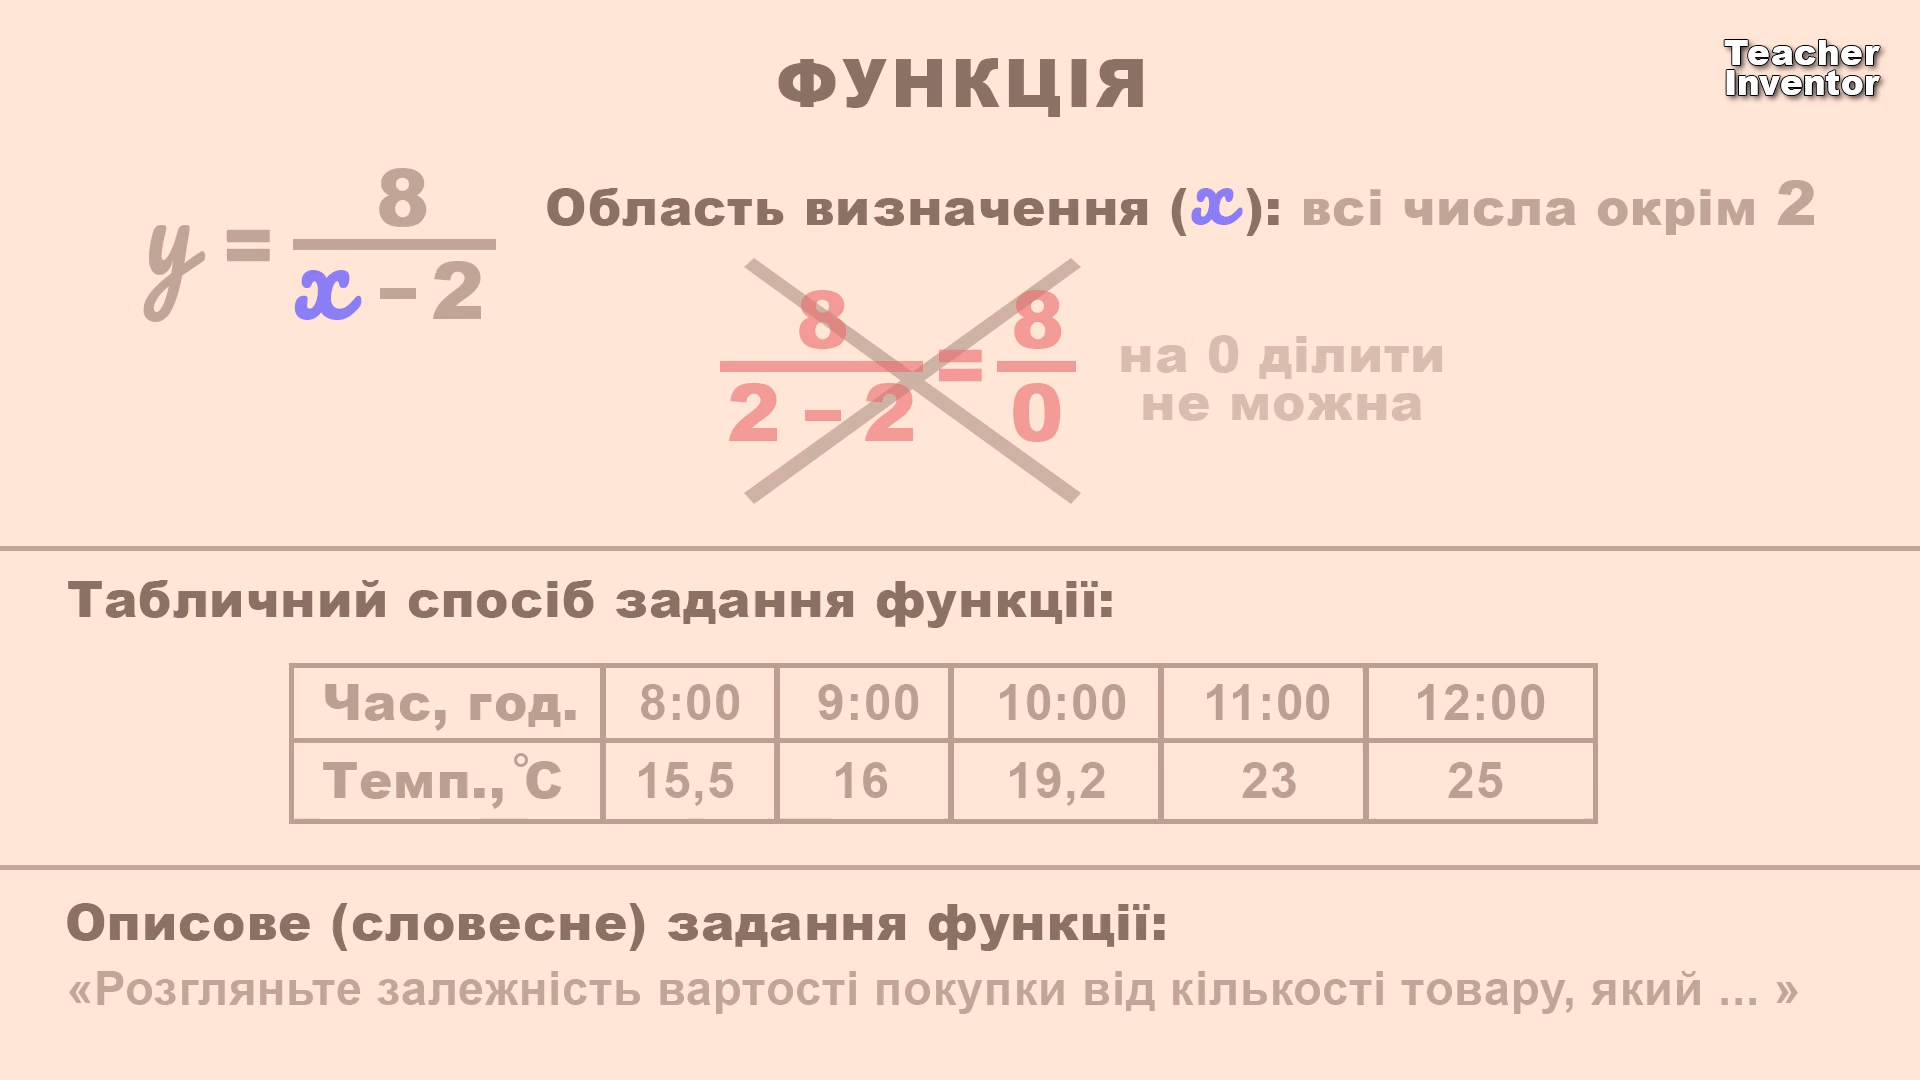 ФУНКЦІЯ
Teacher
Inventor
y = 8 / (x – 2)
Область визначення (x): всі числа окрім 2
8 / (2 – 2) = 8 / 0
на 0 ділити
не можна
Табличний спосіб задання функції:
Час, год. 8:00 9:00 10:00 11:00 12:00
Темп., °С 15,5 16 19,2 23 25
Описове (словесне) задання функції:
«Розгляньте залежність вартості покупки від кількості товару, який ... »